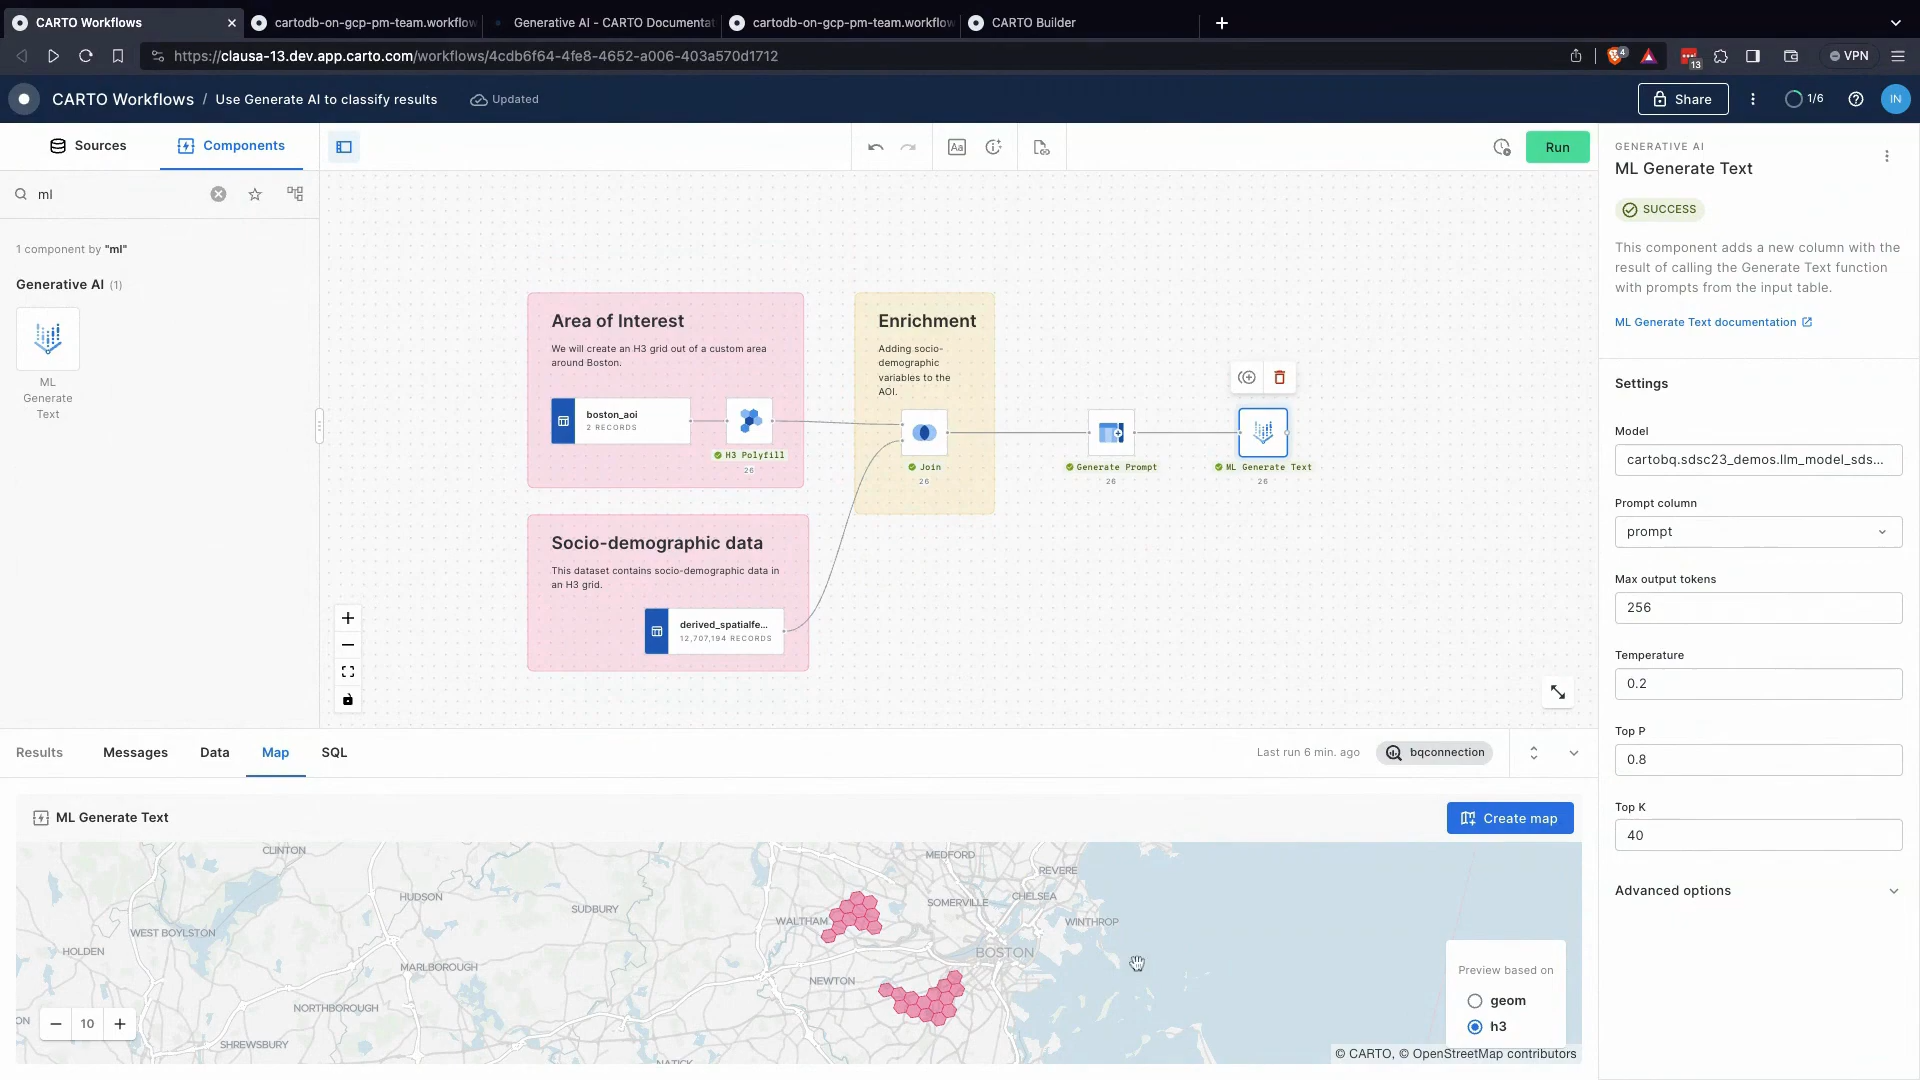 CARTO Workflows
cartodb-on-gcp-pm-team.workflow
Generative AI - CARTO Documentat
cartodb-on-gcp-pm-team.workflow
CARTO Builder
https://clausa-13.dev.app.carto.com/workflows/4cdb6f64-4fe8-4652-a006-403a570d1712
4
13
VPN
CARTO Workflows / Use Generate AI to classify results
Updated
Share
1/6
IN
Sources
Components
Aa
Run
ml
1 component by "ml"
Generative AI (1)
ML
Generate
Text
Area of Interest
We will create an H3 grid out of a custom area
around Boston.
boston_aoi
2 RECORDS
H3 Polyfill
26
Enrichment
Adding socio-
demographic
variables to the
AOI.
Join
26
Generate Prompt
26
ML Generate Text
26
Socio-demographic data
This dataset contains socio-demographic data in
an H3 grid.
derived_spatialfe...
12,707,194 RECORDS
GENERATIVE AI
ML Generate Text
SUCCESS
This component adds a new column with the
result of calling the Generate Text function
with prompts from the input table.
ML Generate Text documentation
Settings
Model
cartobq.sdsc23_demos.llm_model_sds...
Prompt column
prompt
Max output tokens
256
Temperature
0.2
Top P
0.8
Top K
40
Advanced options
Results
Messages
Data
Map
SQL
Last run 6 min. ago
bqconnection
ML Generate Text
Create map
CLINTON
MEDFORD
REVERE
HUDSON
SUDBURY
CHELSEA
SOMERVILLE
WALTHAM
WINTHROP
WEST BOYLSTON
HOLDEN
BOSTON
MARLBOROUGH
NEWTON
NORTHBOROUGH
SHREWSBURY
NATICK
ON
10
Preview based on
geom
h3
© CARTO, © OpenStreetMap contributors